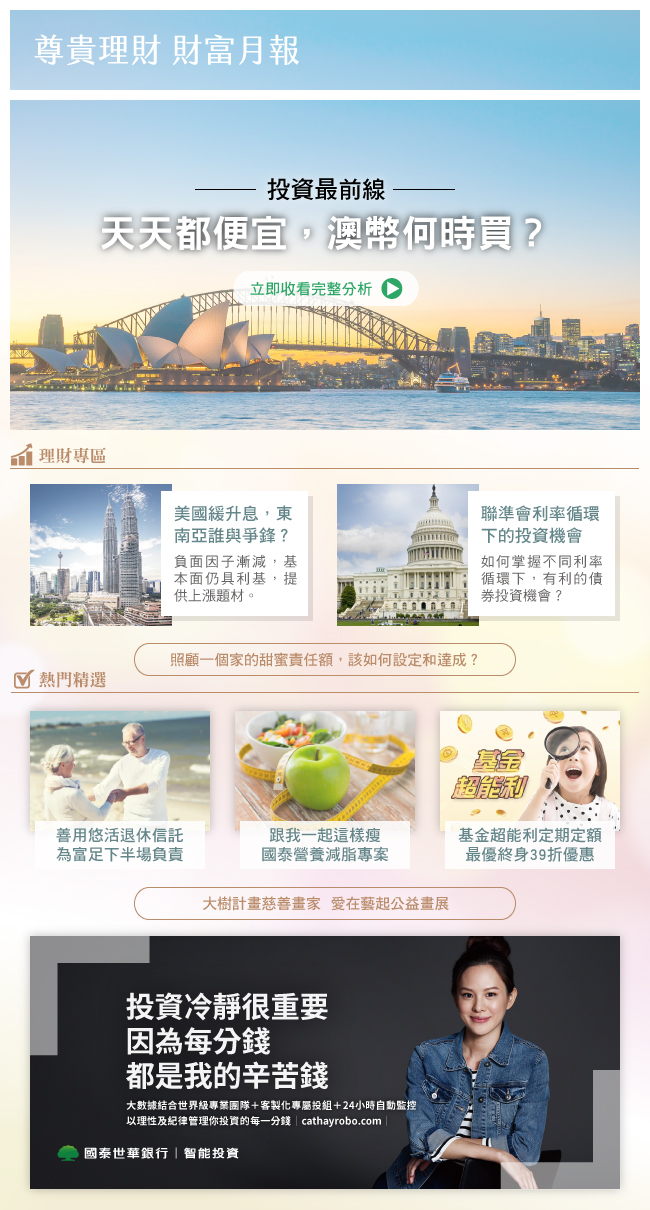 尊貴理財 財富月報
投資最前線
天天都便宜，澳幣何時買？
立即收看完整分析
理財專區
美國緩升息，東
南亞誰與爭鋒？
負面因子漸減，基
本面仍具利基，提
供上漲題材。
聯準會利率循環
下的投資機會
如何掌握不同利率
循環下，有利的債
券投資機會？
照顧一個家的甜蜜責任額，該如何設定和達成？
熱門精選
善用悠活退休信託
為富足下半場負責
跟我一起這樣瘦
國泰營養減脂專案
基金
超能利
基金超能利定期定額
最優終身39折優惠
大樹計畫慈善畫家 愛在藝起公益畫展
投資冷靜很重要
因為每分錢
都是我的辛苦錢
大數據結合世界級專業團隊＋客製化專屬投組＋24小時自動監控
以理性及紀律管理你投資的每一分錢｜cathayrobo.com｜
國泰世華銀行｜智能投資